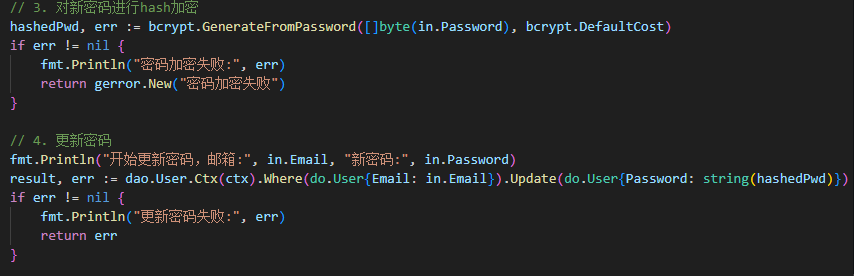 // 3. 对新密码进行hash加密
hashedPwd, err := bcrypt.GenerateFromPassword([]byte(in.Password), bcrypt.DefaultCost)
if err != nil {
    fmt.Println("密码加密失败:", err)
    return gerror.New("密码加密失败")
}

// 4. 更新密码
fmt.Println("开始更新密码，邮箱:", in.Email, "新密码:", in.Password)
result, err := dao.User.Ctx(ctx).Where(do.User{Email: in.Email}).Update(do.User{Password: string(hashedPwd)})
if err != nil {
    fmt.Println("更新密码失败:", err)
    return err
}